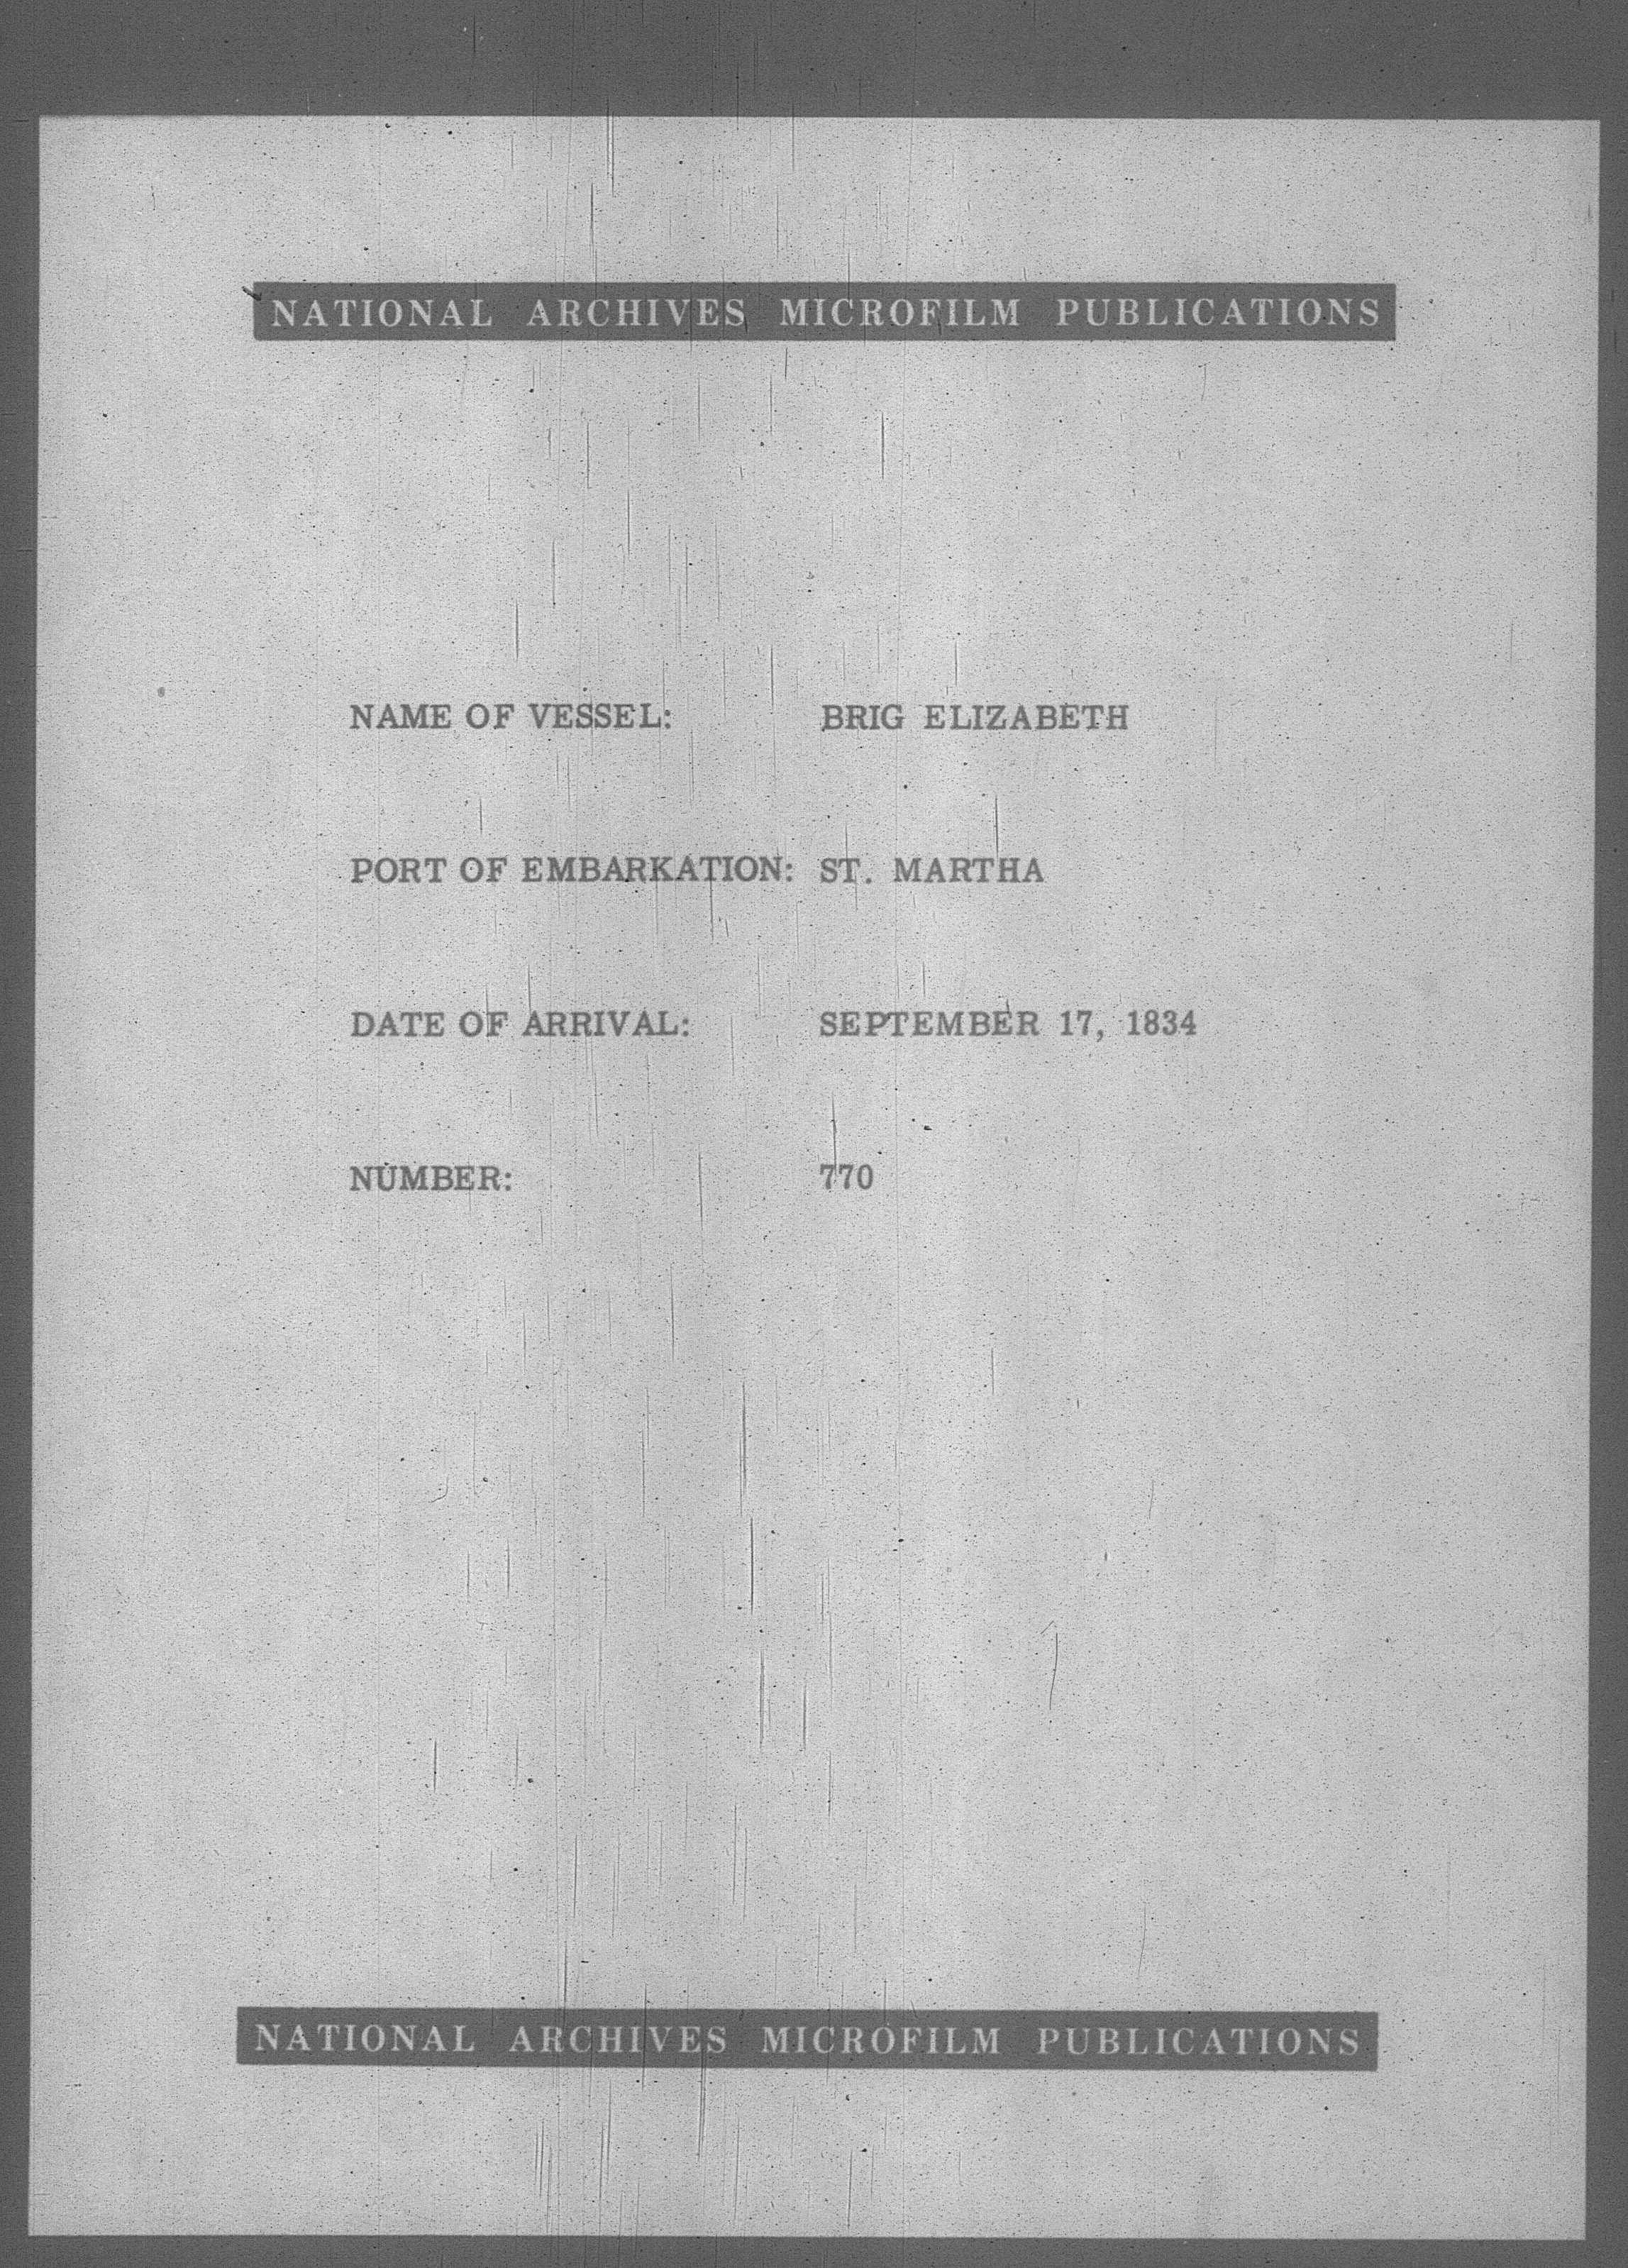 NATIONAL ARCHIVES MICROFILM PUBLICATIONS
NAME OF VESSEL: BRIG ELIZABETH
PORT OF EMBARKATION: ST. MARTHA
DATE OF ARRIVAL: SEPTEMBER 17, 1834
NUMBER: 770
NATIONAL ARCHIVES MICROFILM PUBLICATIONS